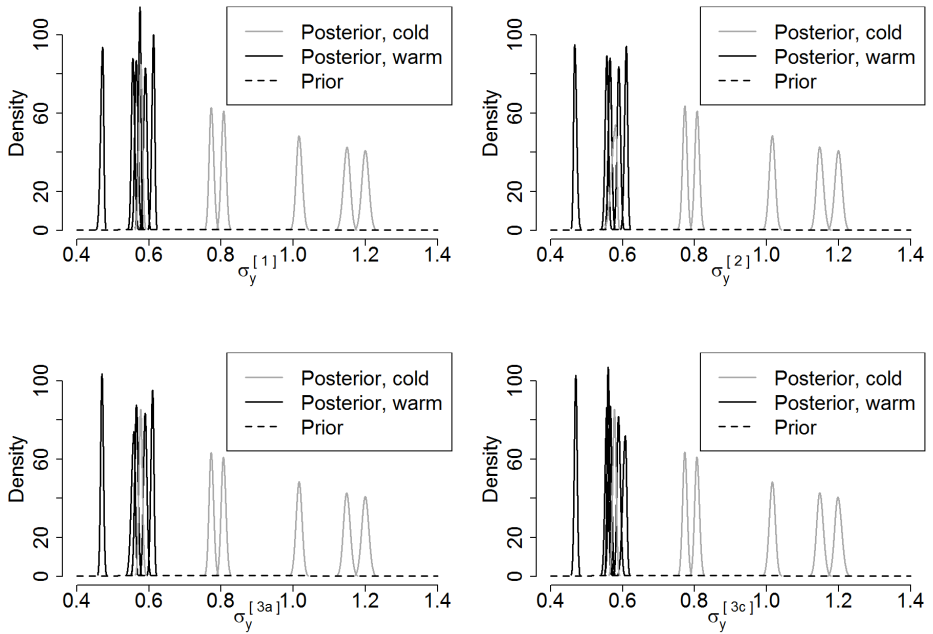 Density
0 20 60 100
Posterior, cold
Posterior, warm
Prior
0.4 0.6 0.8 1.0 1.2 1.4
σ_y^[1]
Density
0 20 60 100
Posterior, cold
Posterior, warm
Prior
0.4 0.6 0.8 1.0 1.2 1.4
σ_y^[2]
Density
0 20 60 100
Posterior, cold
Posterior, warm
Prior
0.4 0.6 0.8 1.0 1.2 1.4
σ_y^[3a]
Density
0 20 60 100
Posterior, cold
Posterior, warm
Prior
0.4 0.6 0.8 1.0 1.2 1.4
σ_y^[3c]